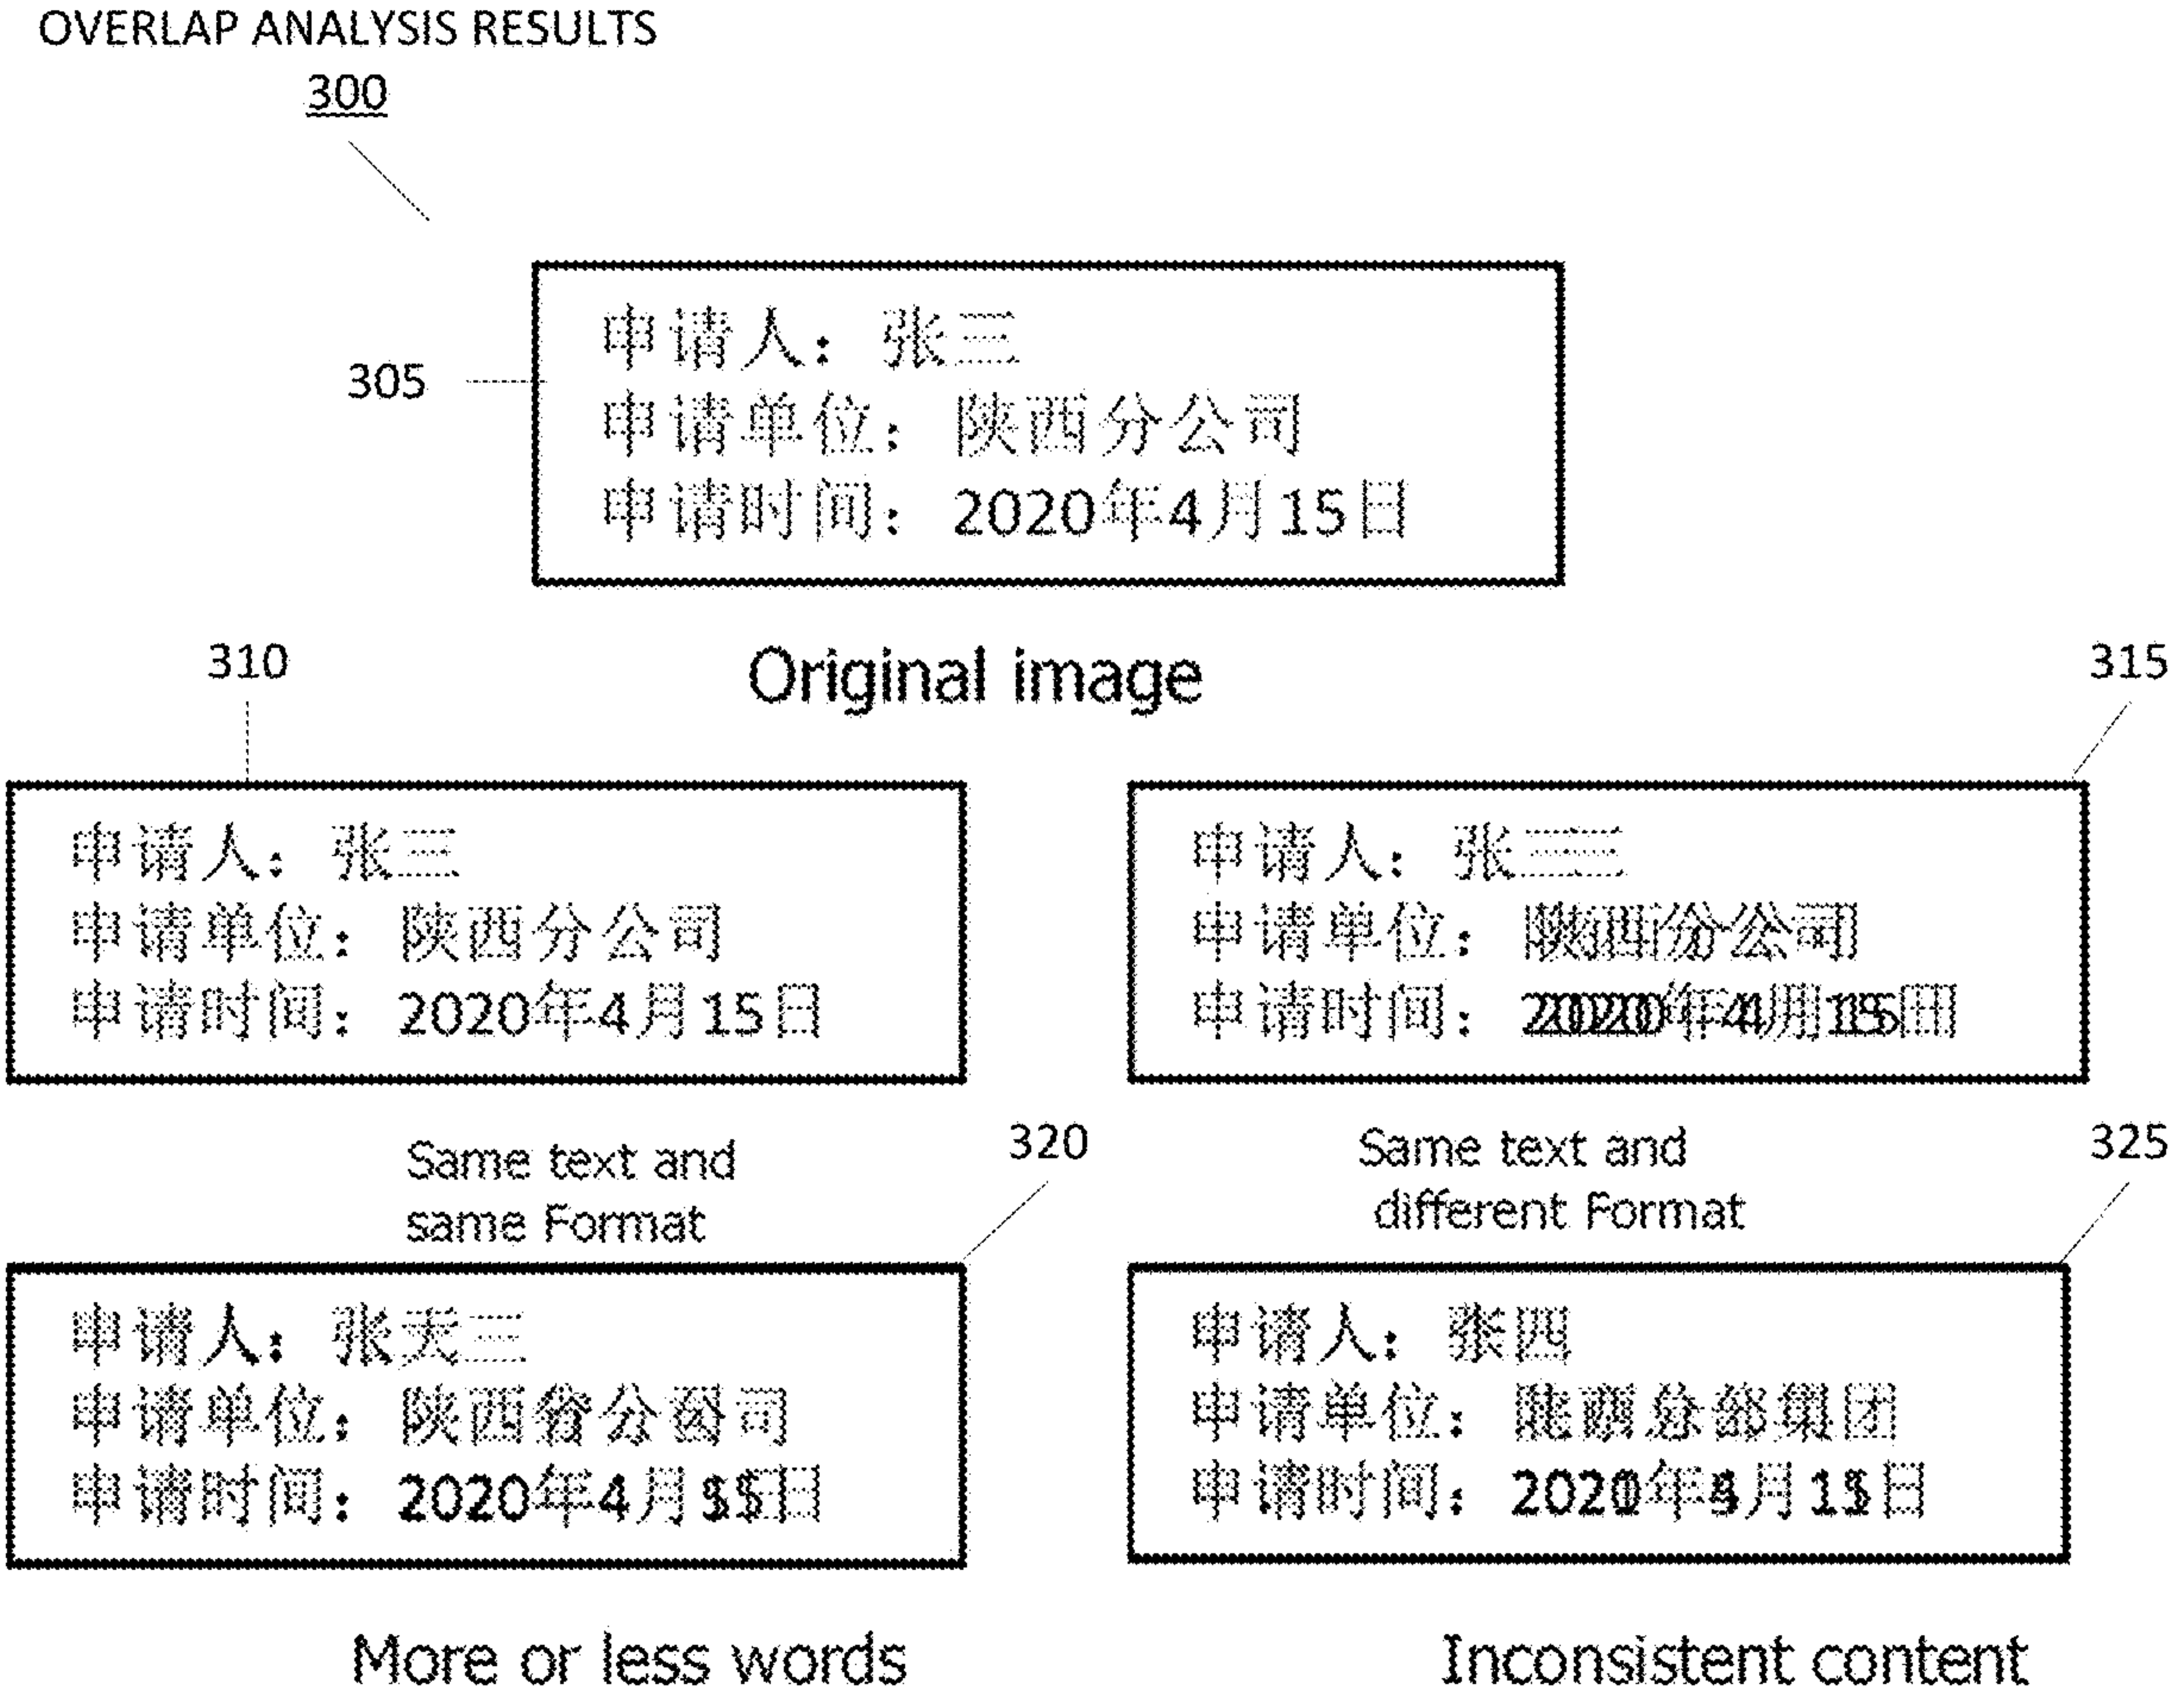 OVERLAP ANALYSIS RESULTS
300
305
申请人：张三
申请单位：陕西分公司
申请时间：2020年4月15日
Original image
310
315
申请人：张三
申请单位：陕西分公司
申请时间：2020年4月15日
申请人：张
申请单位：
申请时间：
Same text and
same Format
320
Same text and
different Format
325
申请人：张
申请单位：陕西
申请时间：2020年4月
申请人：
申请单位：
申请时间：
More or less words
Inconsistent content